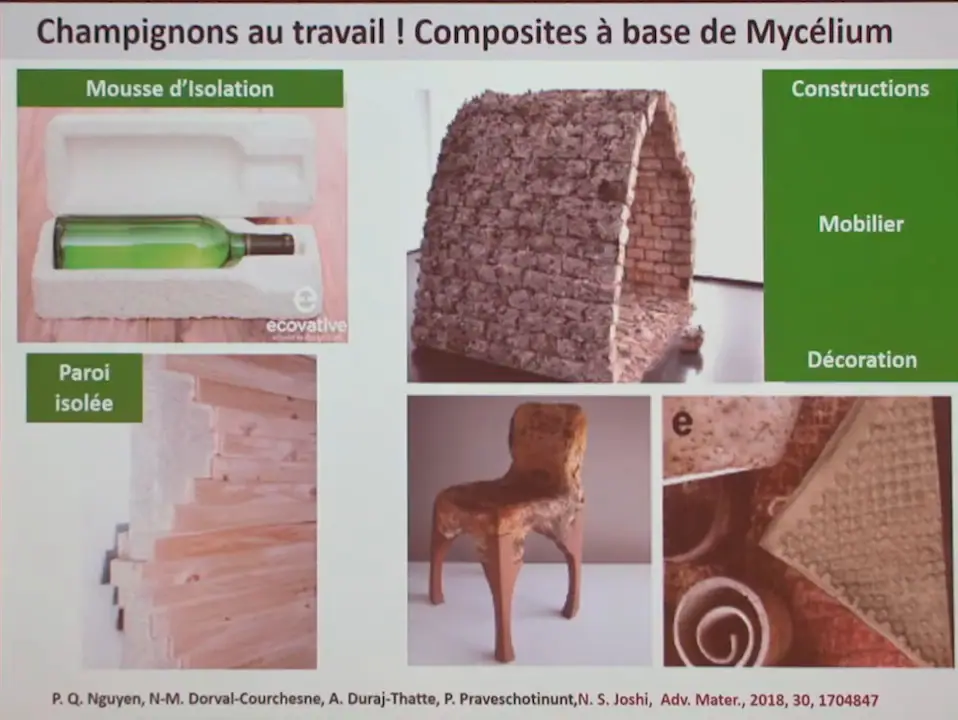 Champignons au travail ! Composites à base de Mycélium
Mousse d'Isolation
Constructions
Mobilier
Décoration
ecovative
Paroi
isolée
e
P. Q. Nguyen, N-M. Dorval-Courchesne, A. Duraj-Thatte, P. Praveschotinunt,N. S. Joshi, Adv. Mater., 2018, 30, 1704847